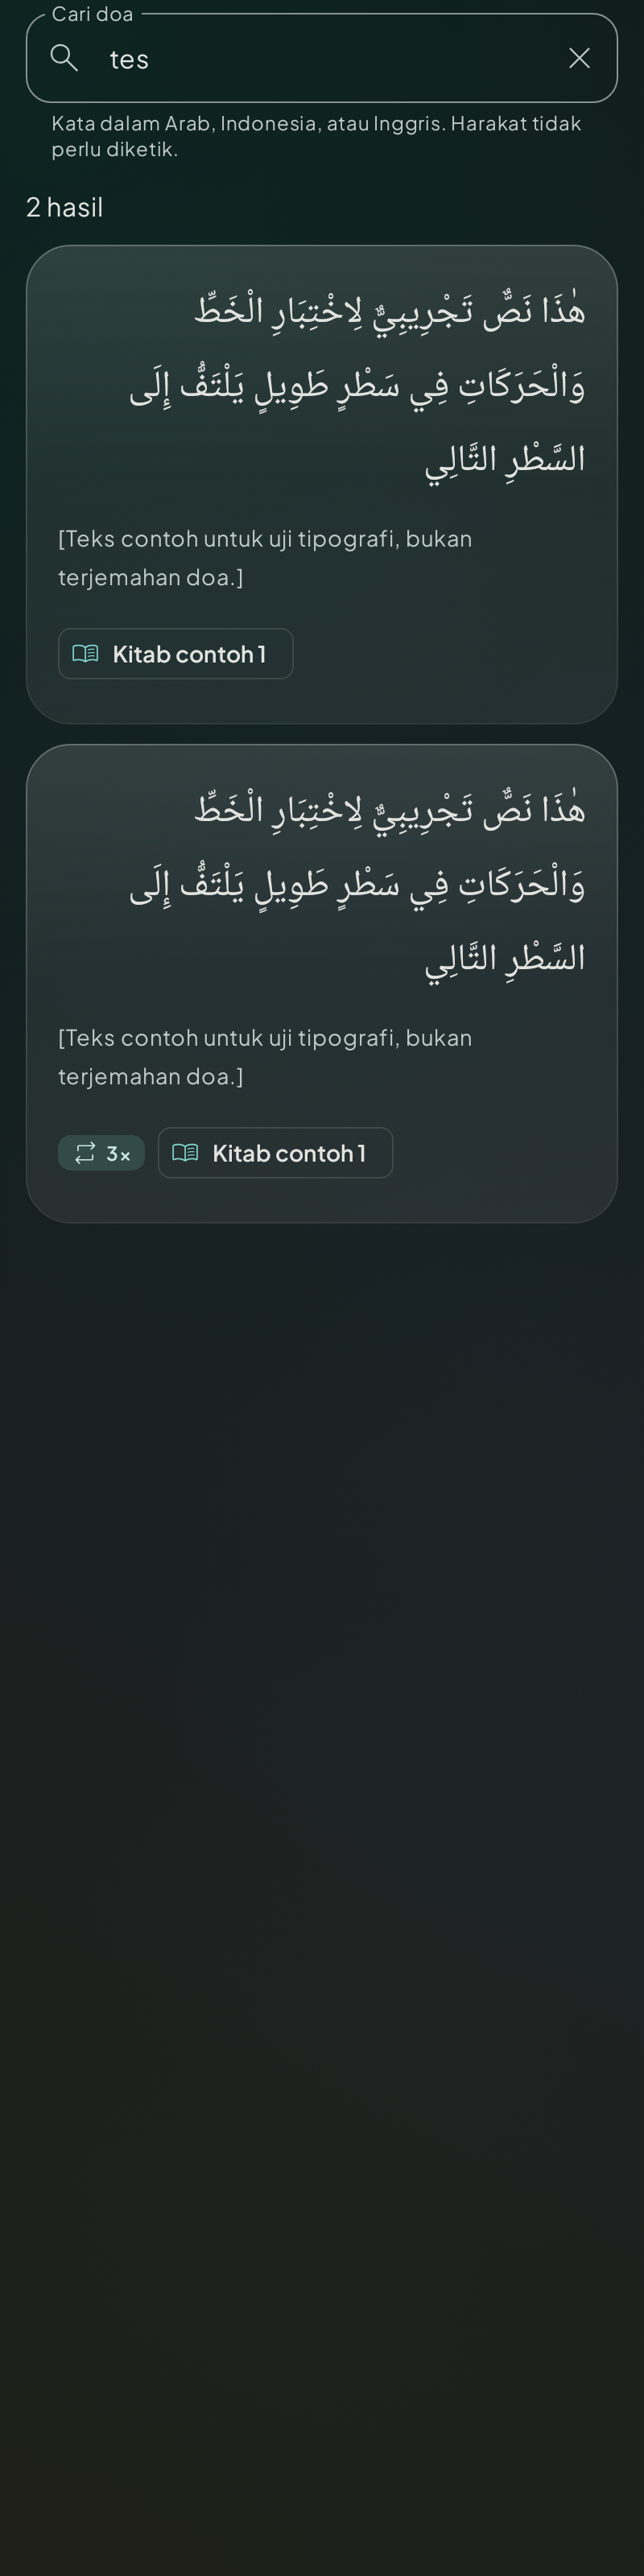 Cari doa
tes
Kata dalam Arab, Indonesia, atau Inggris. Harakat tidak
perlu diketik.
2 hasil
هٰذَا نَصٌّ تَجْرِيبِيٌّ لِاخْتِبَارِ الْخَطِّ
وَالْحَرَكَاتِ فِي سَطْرٍ طَوِيلٍ يَلْتَفُّ إِلَى
السَّطْرِ التَّالِي
[Teks contoh untuk uji tipografi, bukan
terjemahan doa.]
Kitab contoh 1
هٰذَا نَصٌّ تَجْرِيبِيٌّ لِاخْتِبَارِ الْخَطِّ
وَالْحَرَكَاتِ فِي سَطْرٍ طَوِيلٍ يَلْتَفُّ إِلَى
السَّطْرِ التَّالِي
[Teks contoh untuk uji tipografi, bukan
terjemahan doa.]
3× Kitab contoh 1